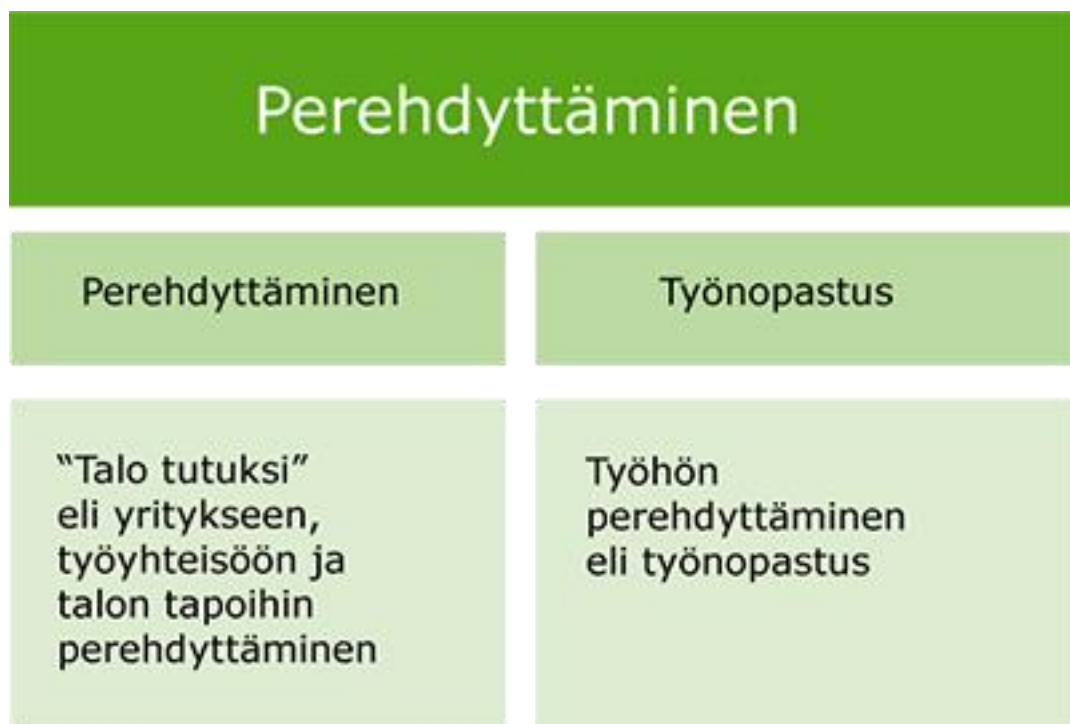 Perehdyttäminen
Perehdyttäminen
Työnopastus
“Talo tutuksi”
eli yritykseen,
työyhteisöön ja
talon tapoihin
perehdyttäminen
Työhön
perehdyttäminen
eli työnopastus